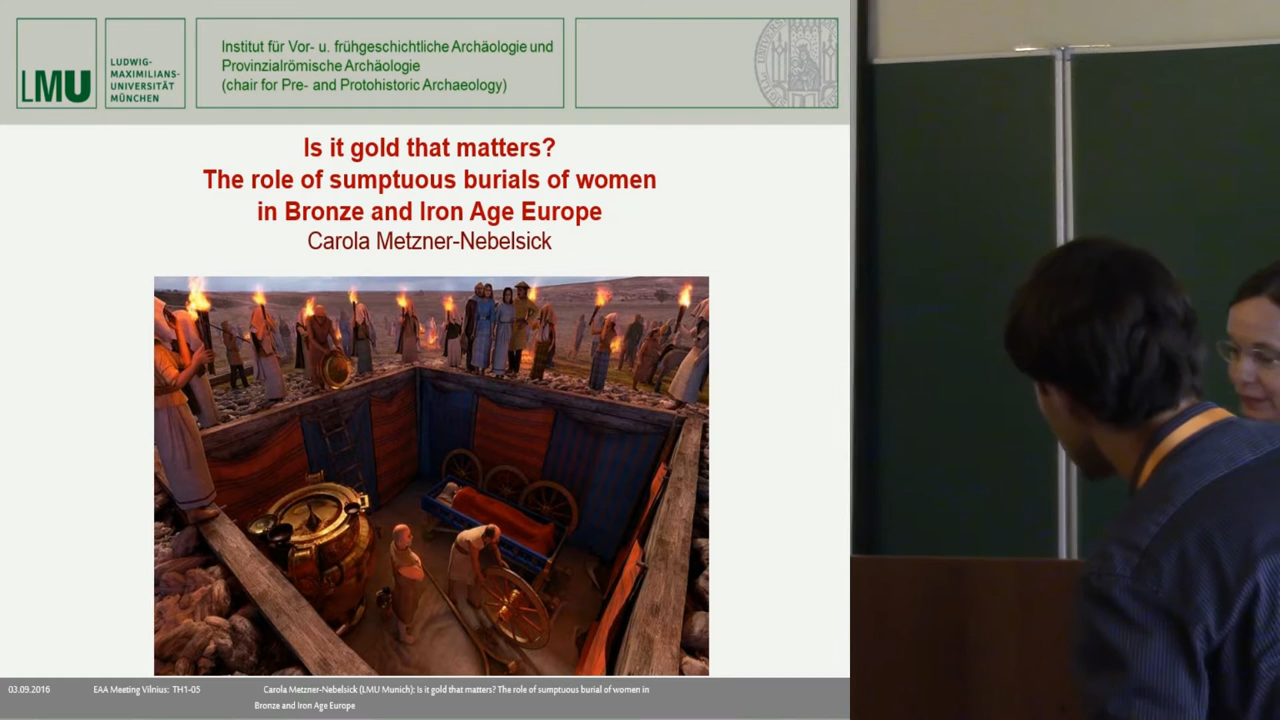 LMU
LUDWIG-
MAXIMILIANS-
UNIVERSITÄT
MÜNCHEN
Institut für Vor- u. frühgeschichtliche Archäologie und
Provinzialrömische Archäologie
(chair for Pre- and Protohistoric Archaeology)
Is it gold that matters?
The role of sumptuous burials of women
in Bronze and Iron Age Europe
Carola Metzner-Nebelsick
03.09.2016
EAA Meeting Vilnius: TH1-05
Carola Metzner-Nebelsick (LMU Munich): Is it gold that matters? The role of sumptuous burial of women in
Bronze and Iron Age Europe